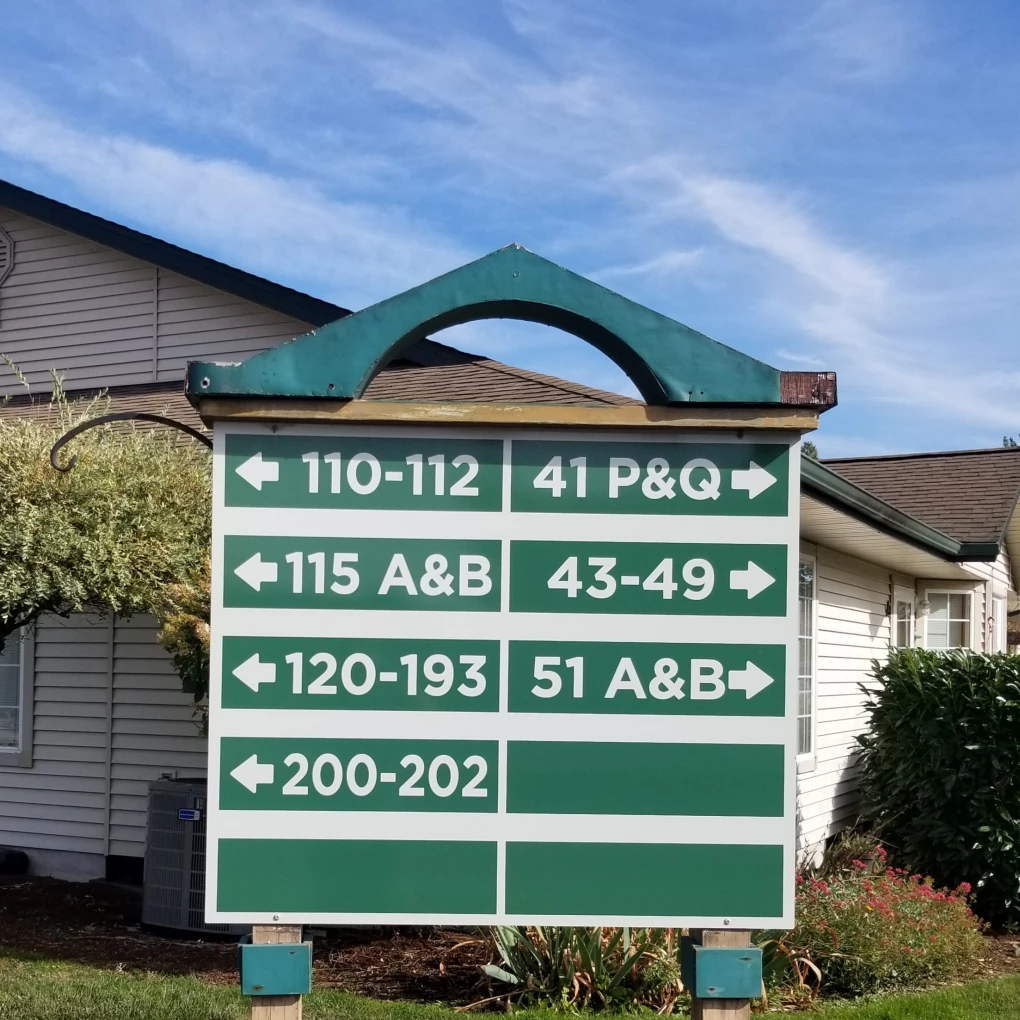 ← 110-112
41 P&Q →
← 115 A&B
43-49 →
← 120-193
51 A&B →
← 200-202